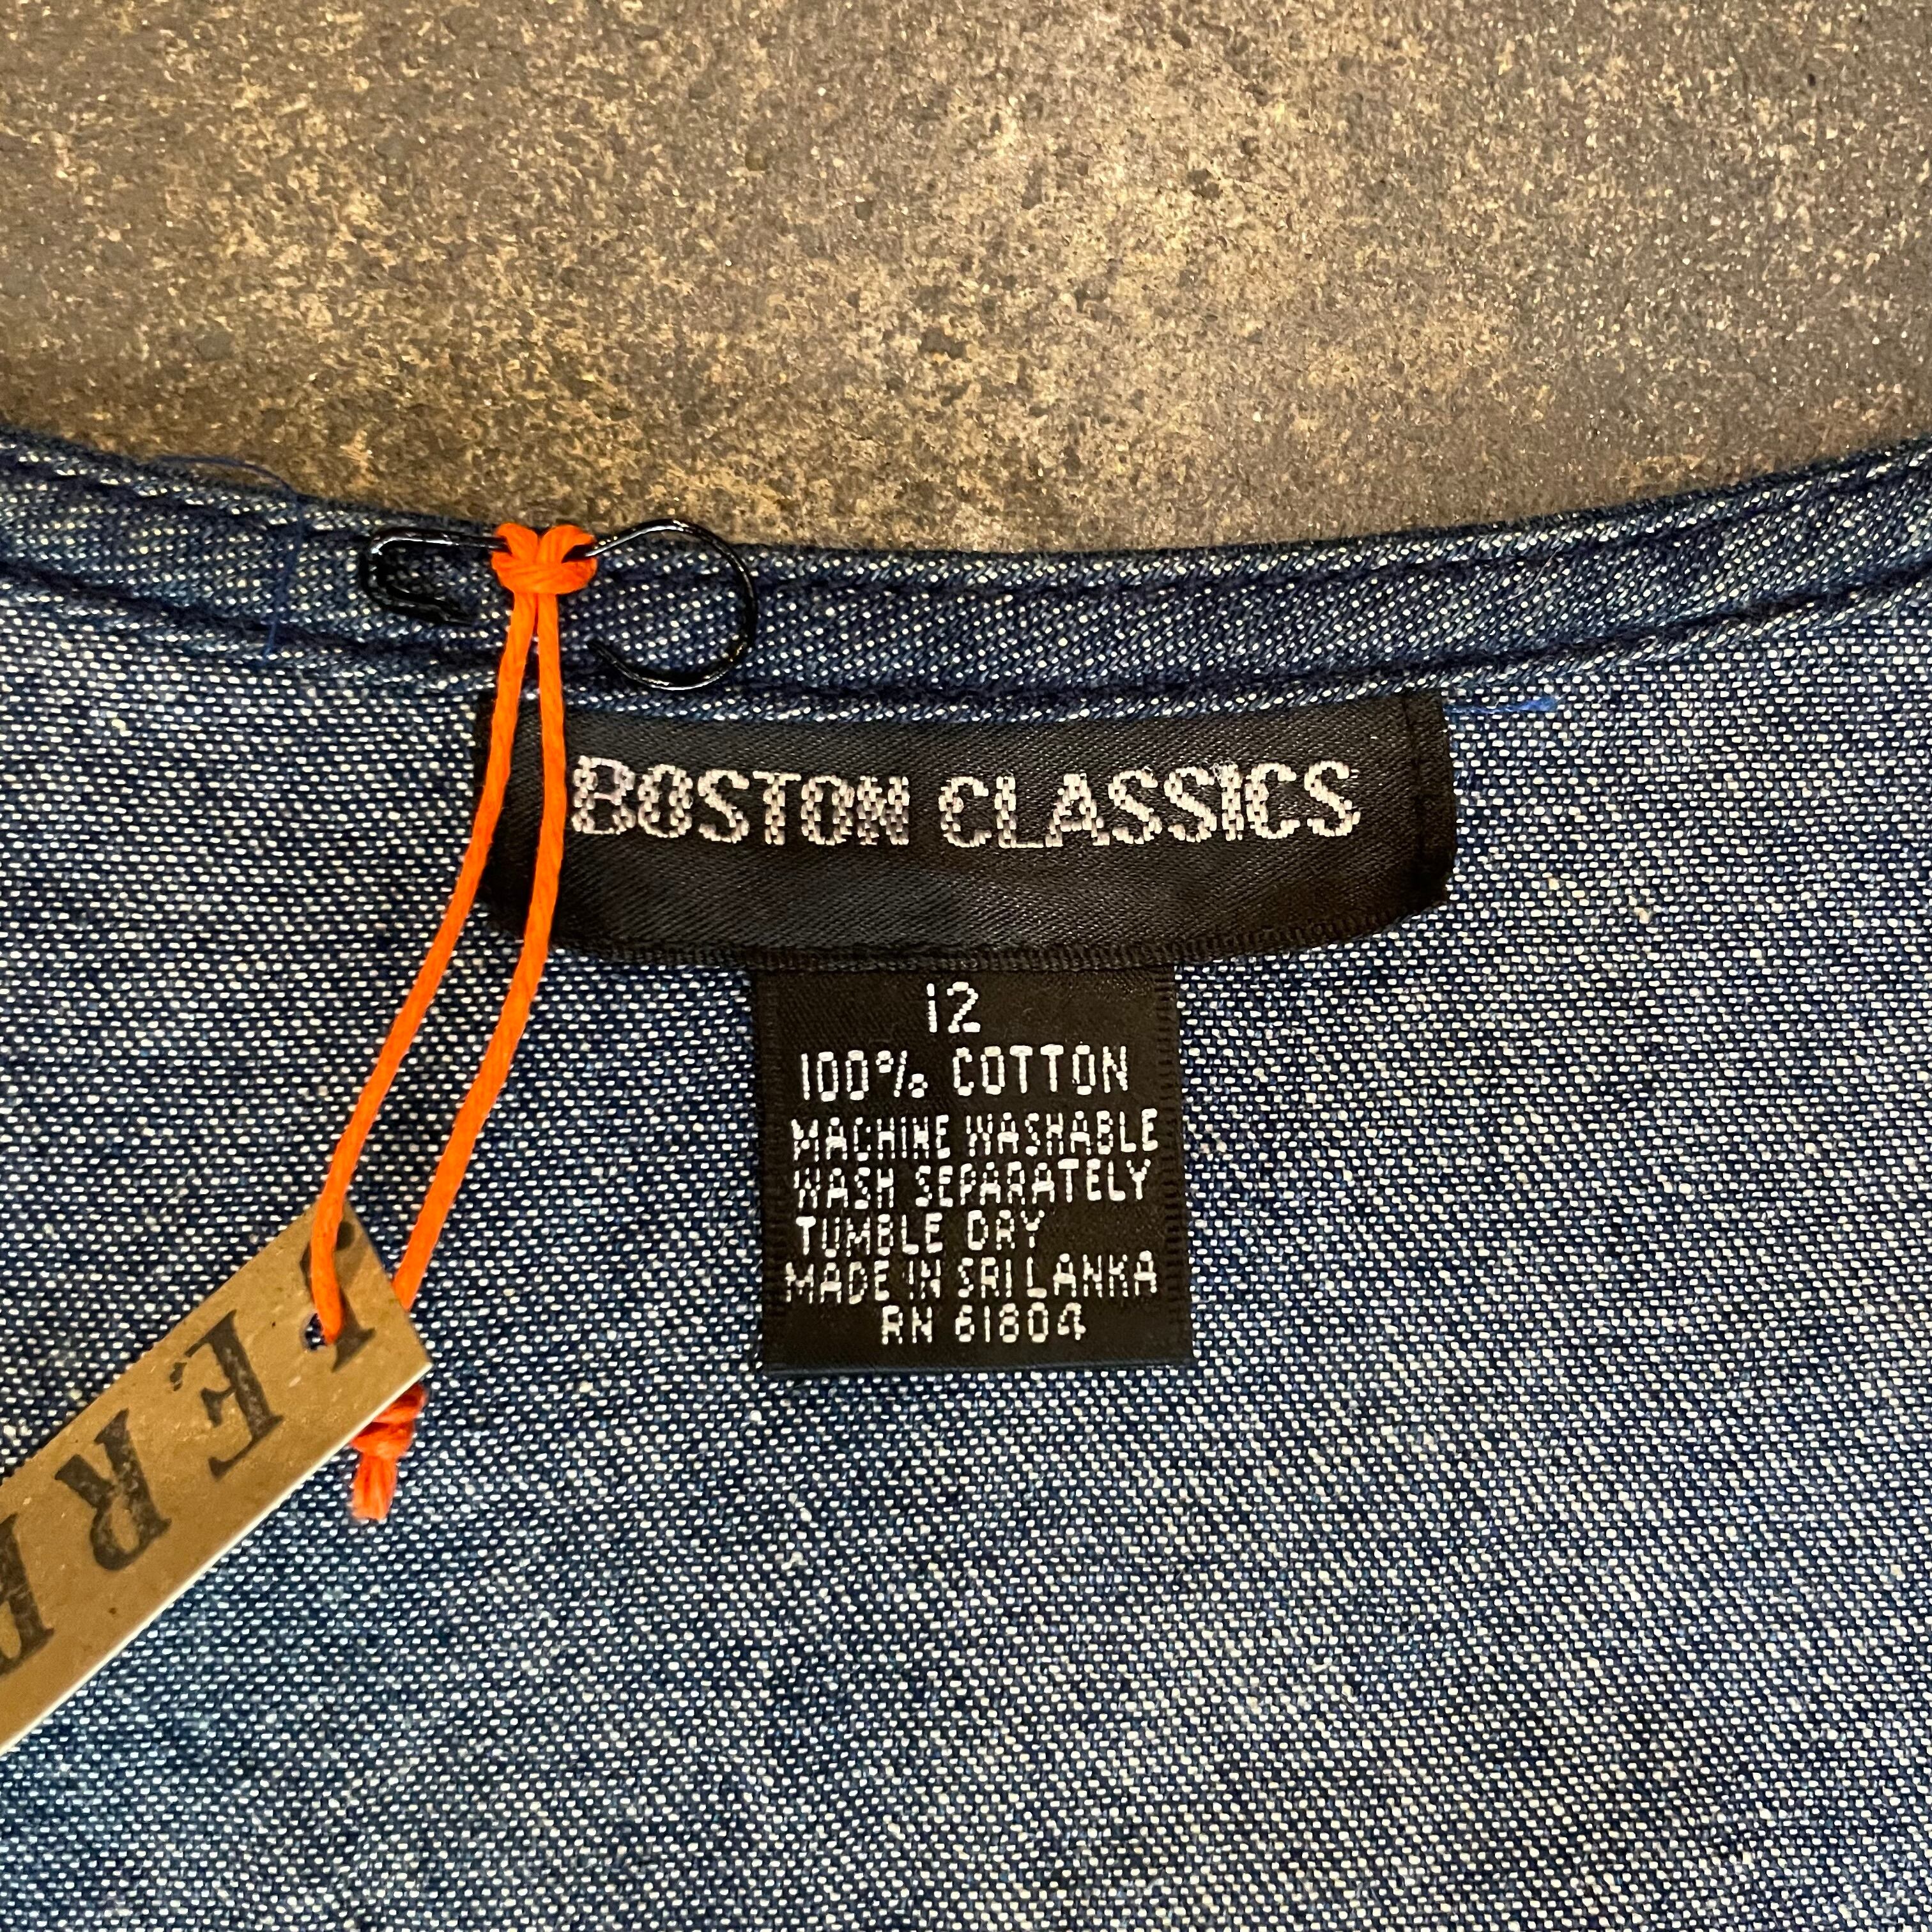 BOSTON CLASSICS
12
100% COTTON
MACHINE WASHABLE
WASH SEPARATELY
TUMBLE DRY
MADE IN SRI LANKA
RN 61804